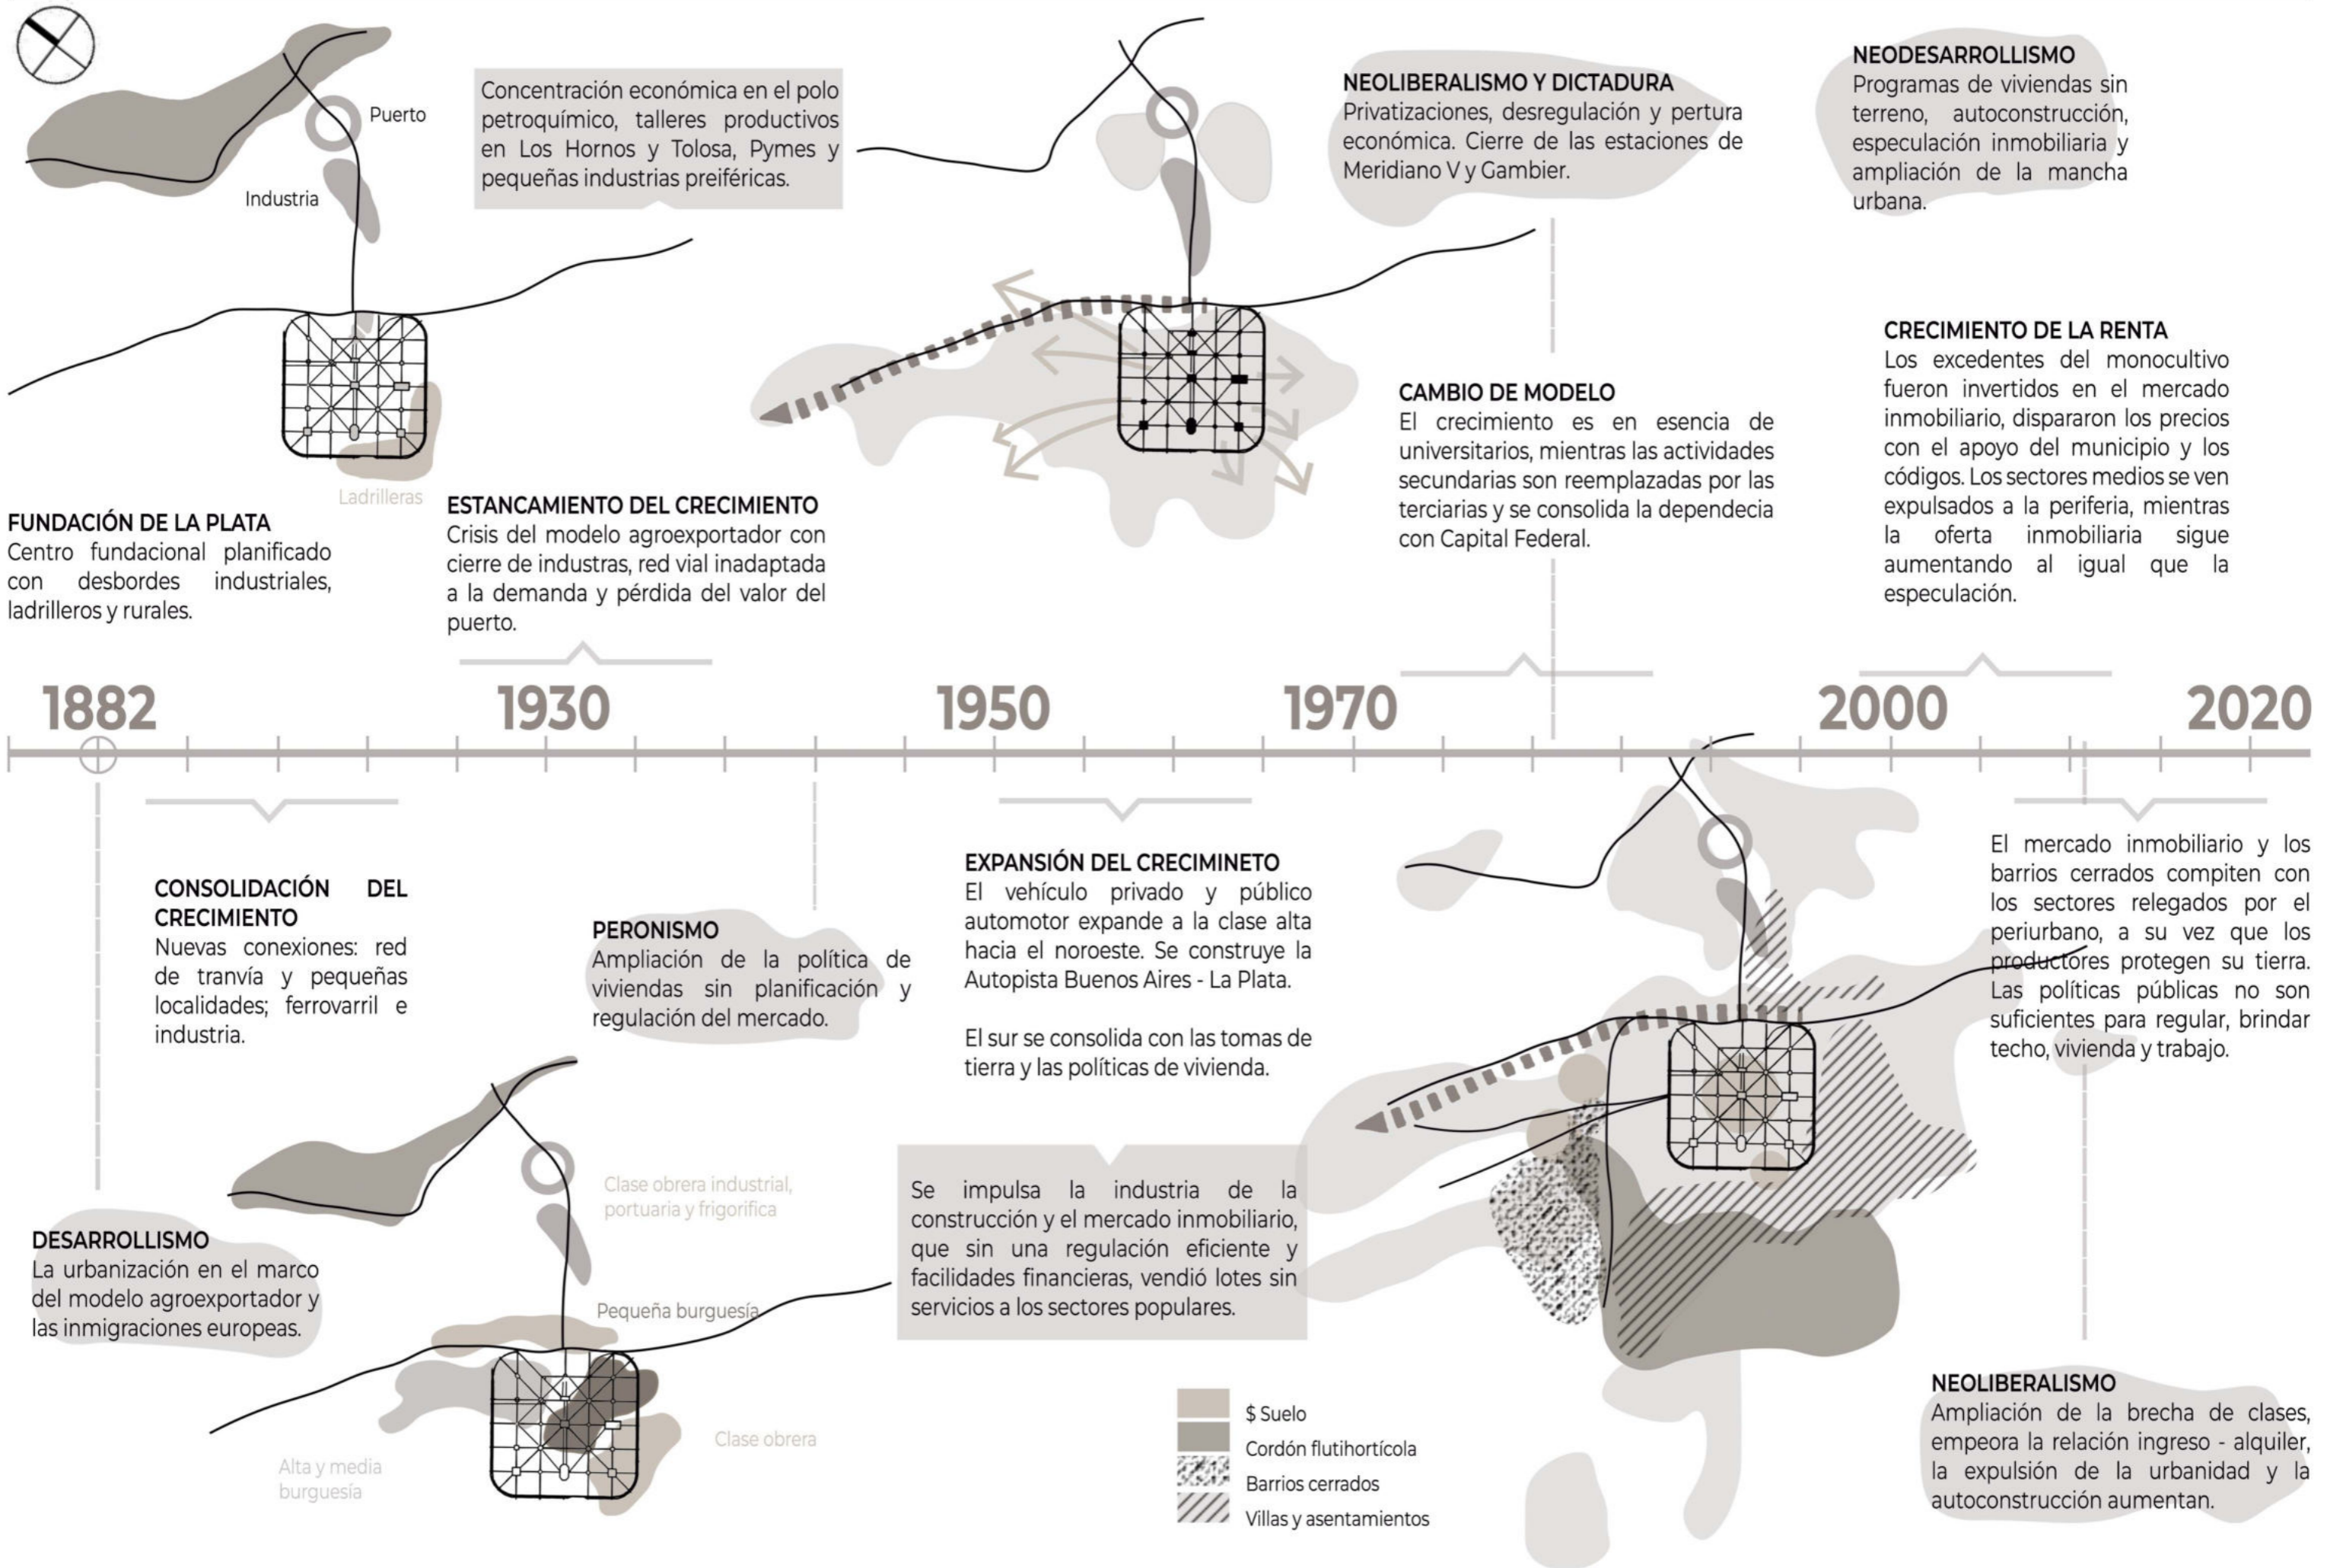 Puerto
Industria
Ladrilleras
FUNDACIÓN DE LA PLATA
Centro fundacional planificado
con desbordes industriales,
ladrilleros y rurales.
Concentración económica en el polo
petroquímico, talleres productivos
en Los Hornos y Tolosa, Pymes y
pequeñas industrias preiféricas.
ESTANCAMIENTO DEL CRECIMIENTO
Crisis del modelo agroexportador con
cierre de industras, red vial inadaptada
a la demanda y pérdida del valor del
puerto.
NEOLIBERALISMO Y DICTADURA
Privatizaciones, desregulación y pertura
económica. Cierre de las estaciones de
Meridiano V y Gambier.
CAMBIO DE MODELO
El crecimiento es en esencia de
universitarios, mientras las actividades
secundarias son reemplazadas por las
terciarias y se consolida la dependecia
con Capital Federal.
NEODESARROLLISMO
Programas de viviendas sin
terreno, autoconstrucción,
especulación inmobiliaria y
ampliación de la mancha
urbana.
CRECIMIENTO DE LA RENTA
Los excedentes del monocultivo
fueron invertidos en el mercado
inmobiliario, dispararon los precios
con el apoyo del municipio y los
códigos. Los sectores medios se ven
expulsados a la periferia, mientras
la oferta inmobiliaria sigue
aumentando al igual que la
especulación.
1882
1930
1950
1970
2000
2020
CONSOLIDACIÓN DEL
CRECIMIENTO
Nuevas conexiones: red
de tranvía y pequeñas
localidades; ferrovarril e
industria.
DESARROLLISMO
La urbanización en el marco
del modelo agroexportador y
las inmigraciones europeas.
PERONISMO
Ampliación de la política de
viviendas sin planificación y
regulación del mercado.
Clase obrera industrial,
portuaria y frigorifica
Pequeña burguesía
Clase obrera
Alta y media
burguesía
EXPANSIÓN DEL CRECIMINETO
El vehículo privado y público
automotor expande a la clase alta
hacia el noroeste. Se construye la
Autopista Buenos Aires - La Plata.
El sur se consolida con las tomas de
tierra y las políticas de vivienda.
Se impulsa la industria de la
construcción y el mercado inmobiliario,
que sin una regulación eficiente y
facilidades financieras, vendió lotes sin
servicios a los sectores populares.
$ Suelo
Cordón flutihortícola
Barrios cerrados
Villas y asentamientos
El mercado inmobiliario y los
barrios cerrados compiten con
los sectores relegados por el
periurbano, a su vez que los
productores protegen su tierra.
Las políticas públicas no son
suficientes para regular, brindar
techo, vivienda y trabajo.
NEOLIBERALISMO
Ampliación de la brecha de clases,
empeora la relación ingreso - alquiler,
la expulsión de la urbanidad y la
autoconstrucción aumentan.